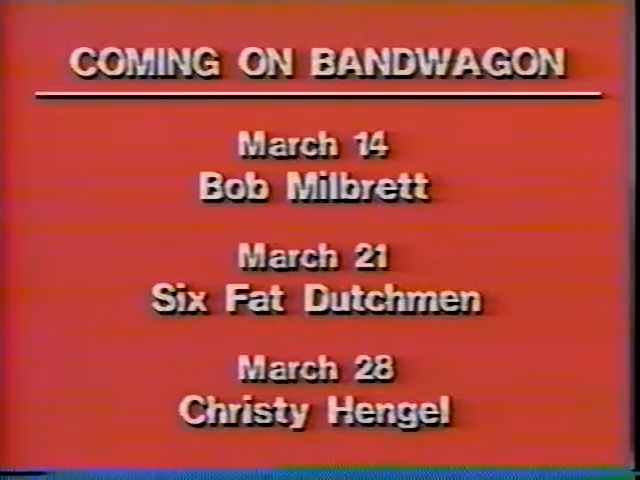 COMING ON BANDWAGON
March 14
Bob Milbrett
March 21
Six Fat Dutchmen
March 28
Christy Hengel